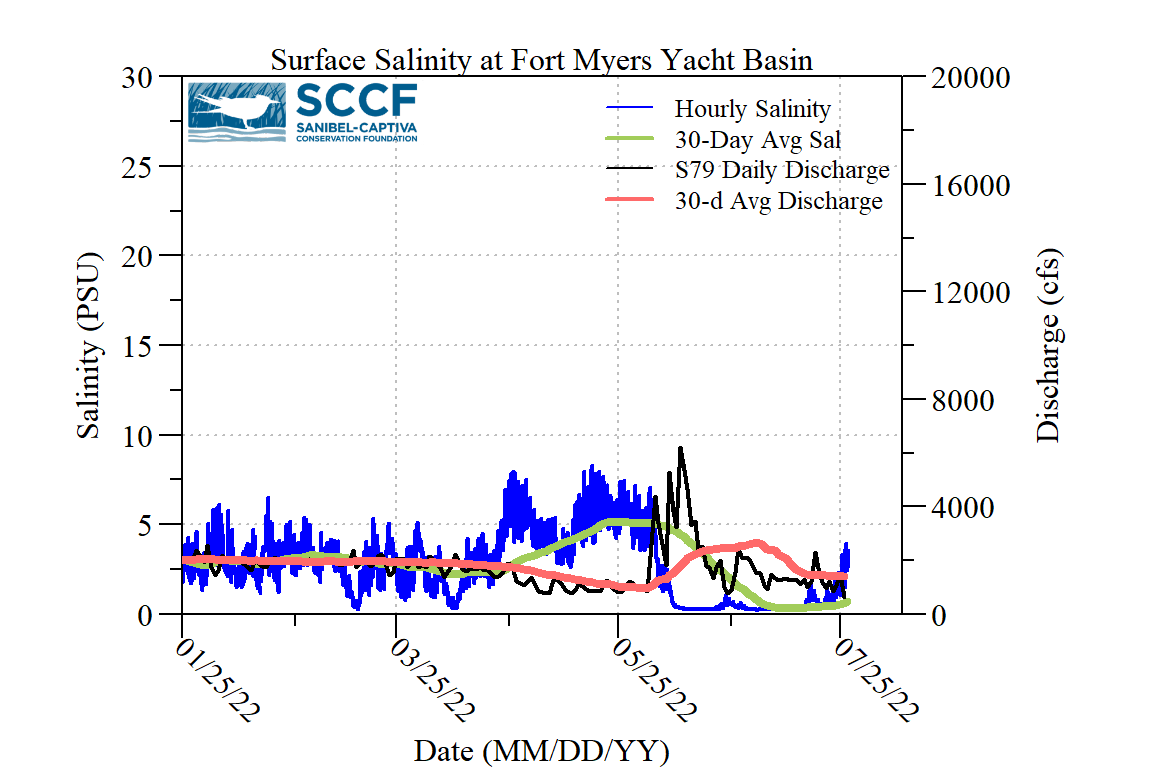 Surface Salinity at Fort Myers Yacht Basin
SCCF
SANIBEL-CAPTIVA
CONSERVATION FOUNDATION
Hourly Salinity
30-Day Avg Sal
S79 Daily Discharge
30-d Avg Discharge
Salinity (PSU)
30
25
20
15
10
5
0
Discharge (cfs)
20000
16000
12000
8000
4000
0
01/25/22
03/25/22
05/25/22
07/25/22
Date (MM/DD/YY)